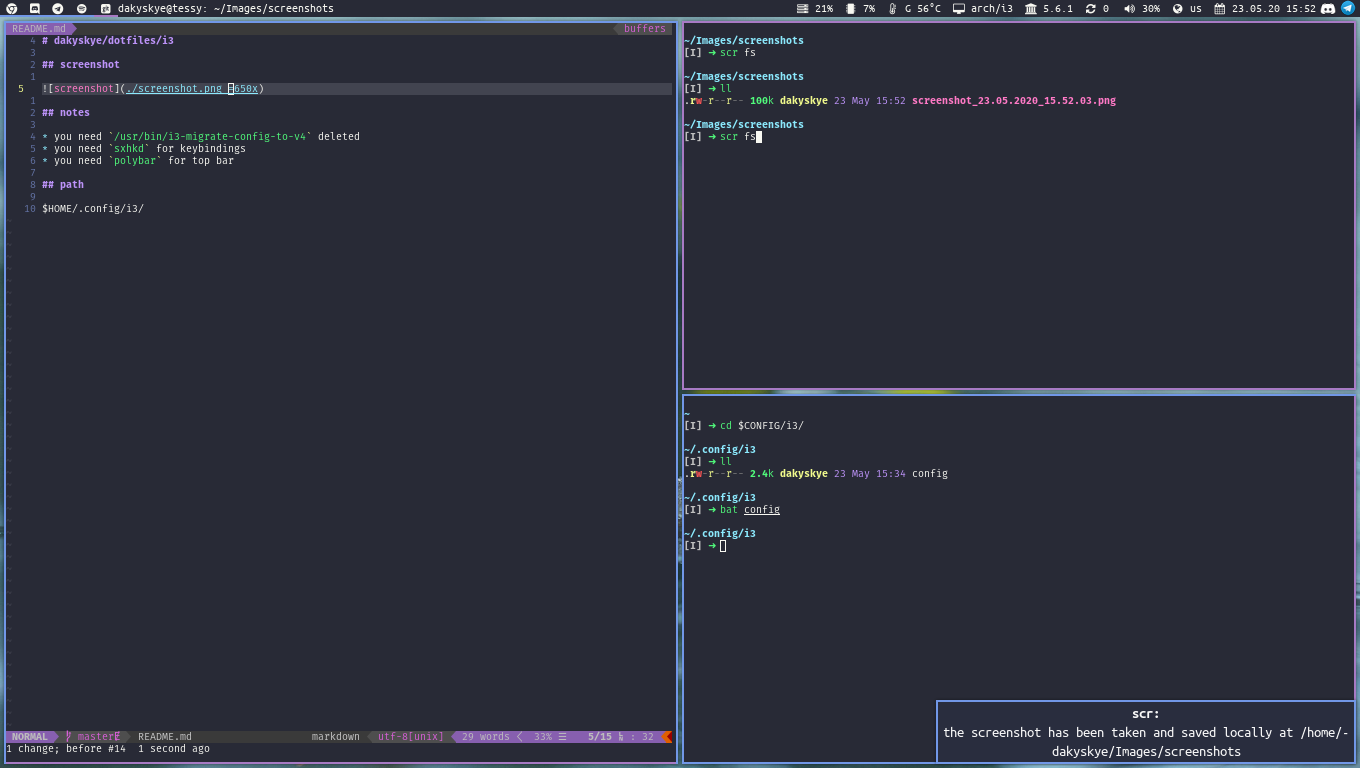 dakyskye@tessy: ~/Images/screenshots
21% 7% G 56°C arch/i3 5.6.1 0 30% us 23.05.20 15:52
README.md buffers
4 # dakyskye/dotfiles/i3
3
2 ## screenshot
1
5 ![screenshot](./screenshot.png =650x)
1
2 ## notes
3
4 * you need `/usr/bin/i3-migrate-config-to-v4` deleted
5 * you need `sxhkd` for keybindings
6 * you need `polybar` for top bar
7
8 ## path
9
10 $HOME/.config/i3/
NORMAL master README.md markdown utf-8[unix] 29 words 33% ☰ 5/15 : 32
1 change; before #14 1 second ago
~/Images/screenshots
[I] ➜ scr fs
~/Images/screenshots
[I] ➜ ll
.rw-r--r-- 100k dakyskye 23 May 15:52 screenshot_23.05.2020_15.52.03.png
~/Images/screenshots
[I] ➜ scr fs
~
[I] ➜ cd $CONFIG/i3/
~/.config/i3
[I] ➜ ll
.rw-r--r-- 2.4k dakyskye 23 May 15:34 config
~/.config/i3
[I] ➜ bat config
~/.config/i3
[I] ➜
scr:
the screenshot has been taken and saved locally at /home/-
dakyskye/Images/screenshots